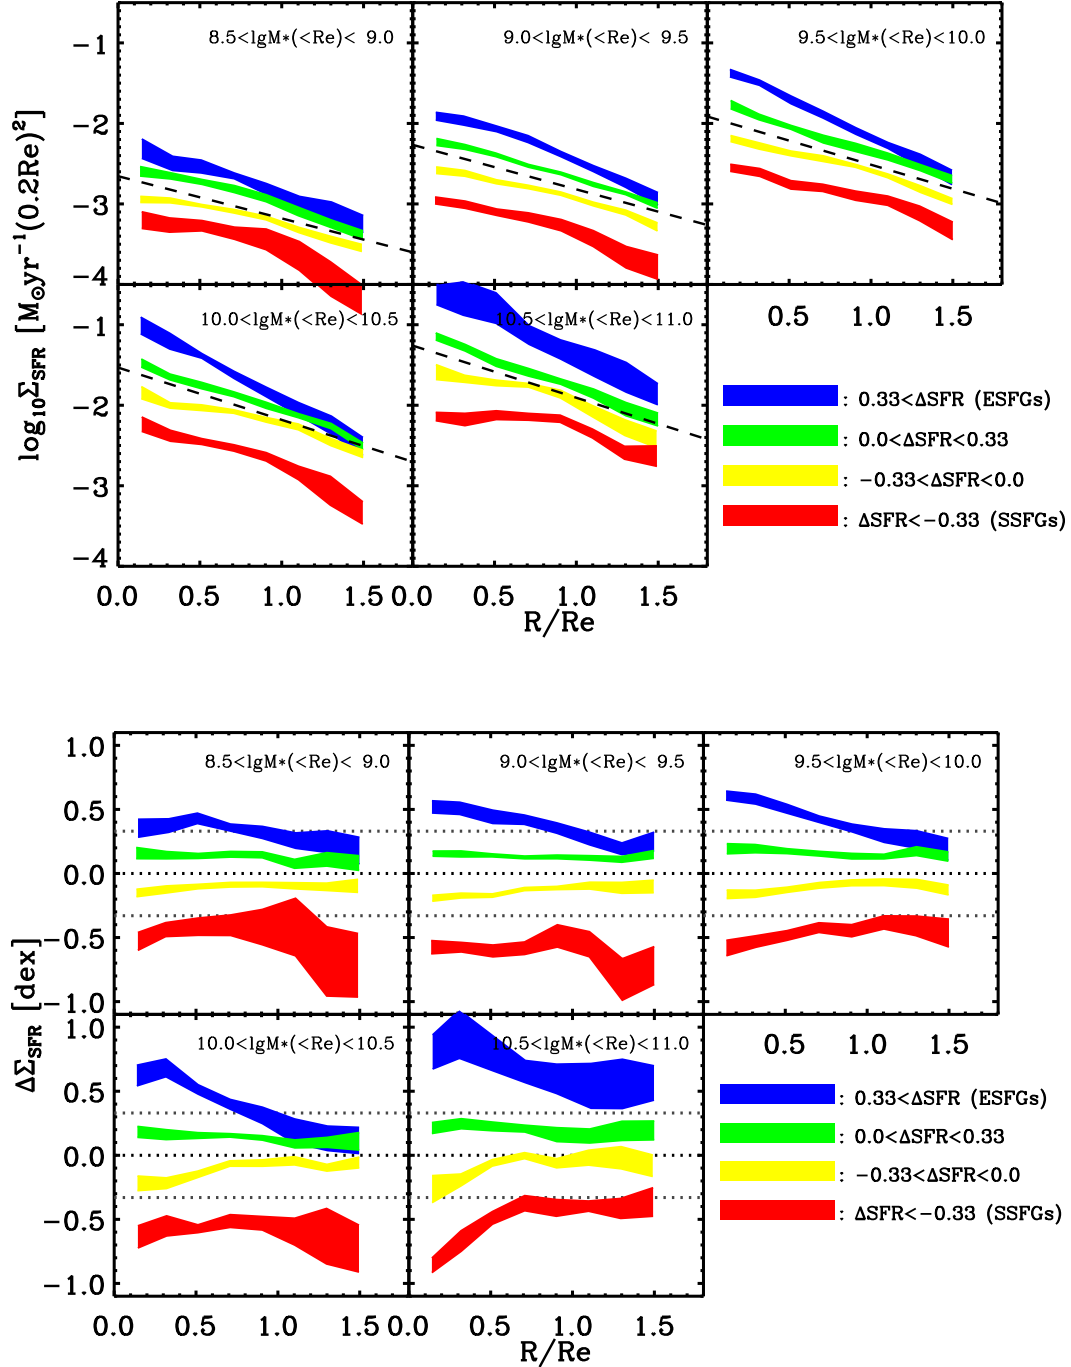 8.5<lgM*(<Re)< 9.0
9.0<lgM*(<Re)< 9.5
9.5<lgM*(<Re)<10.0
−1
−2
−3
−4
0.5 1.0 1.5
log₁₀Σ_SFR [M⊙yr⁻¹(0.2Re)²]
10.0<lgM*(<Re)<10.5
10.5<lgM*(<Re)<11.0
−1
−2
−3
−4
0.0 0.5 1.0 1.5 0.0 0.5 1.0 1.5
R/Re
: 0.33<ΔSFR (ESFGs)
: 0.0<ΔSFR<0.33
: −0.33<ΔSFR<0.0
: ΔSFR<−0.33 (SSFGs)
8.5<lgM*(<Re)< 9.0
9.0<lgM*(<Re)< 9.5
9.5<lgM*(<Re)<10.0
1.0
0.5
0.0
−0.5
−1.0
0.5 1.0 1.5
ΔΣ_SFR [dex]
10.0<lgM*(<Re)<10.5
10.5<lgM*(<Re)<11.0
1.0
0.5
0.0
−0.5
−1.0
0.0 0.5 1.0 1.5 0.0 0.5 1.0 1.5
R/Re
: 0.33<ΔSFR (ESFGs)
: 0.0<ΔSFR<0.33
: −0.33<ΔSFR<0.0
: ΔSFR<−0.33 (SSFGs)